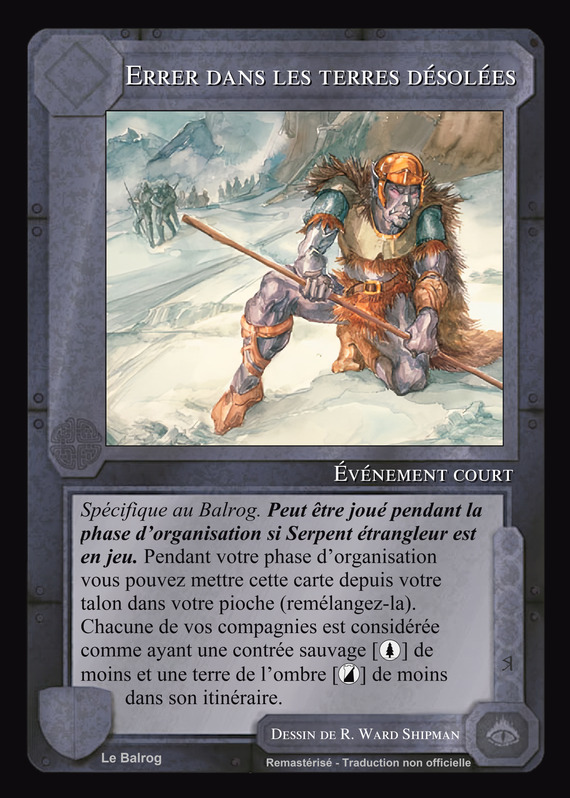 Errer dans les terres désolées
Événement court
Spécifique au Balrog. Peut être joué pendant la
phase d'organisation si Serpent étrangleur est
en jeu. Pendant votre phase d'organisation
vous pouvez mettre cette carte depuis votre
talon dans votre pioche (remélangez-la).
Chacune de vos compagnies est considérée
comme ayant une contrée sauvage [] de
moins et une terre de l'ombre [] de moins
dans son itinéraire.
Dessin de R. Ward Shipman
Le Balrog
Remastérisé - Traduction non officielle